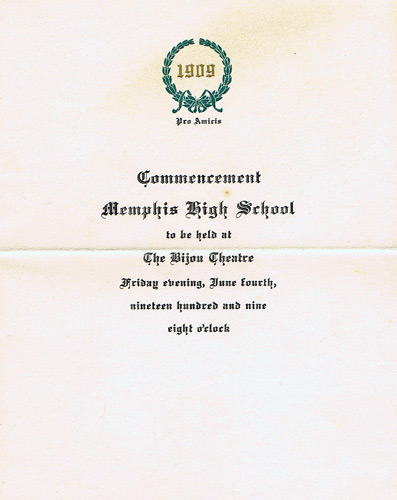 1909
Pro Amicis
Commencement
Memphis High School
to be held at
The Bijou Theatre
Friday evening, June fourth,
nineteen hundred and nine
eight o'clock